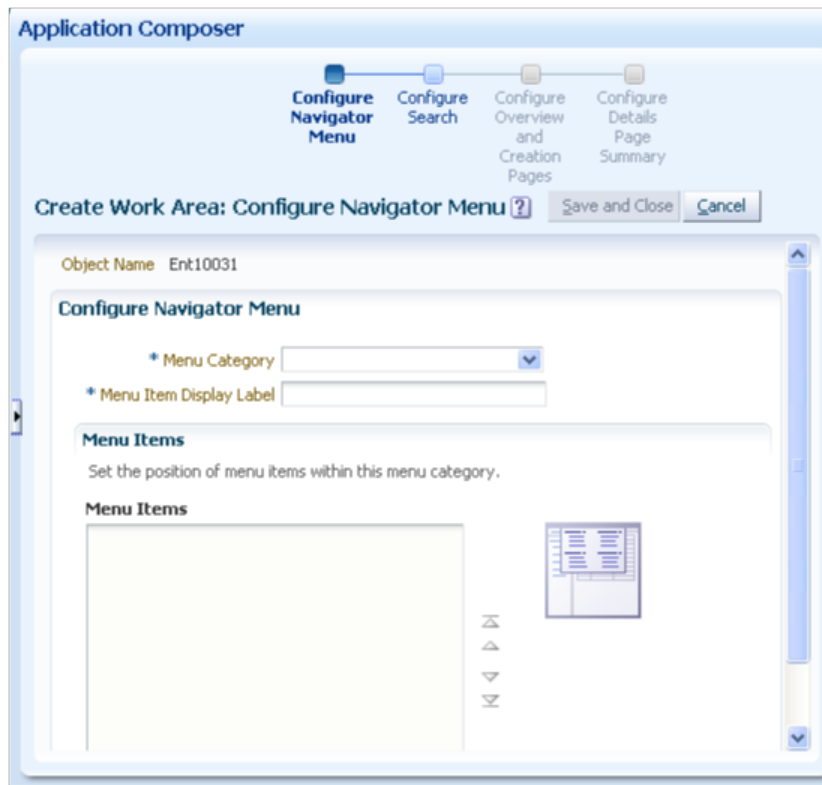 Application Composer
Configure
Navigator
Menu
Configure
Search
Configure
Overview
and
Creation
Pages
Configure
Details
Page
Summary
Create Work Area: Configure Navigator Menu ? Save and Close Cancel
Object Name Ent10031
Configure Navigator Menu
* Menu Category
* Menu Item Display Label
Menu Items
Set the position of menu items within this menu category.
Menu Items